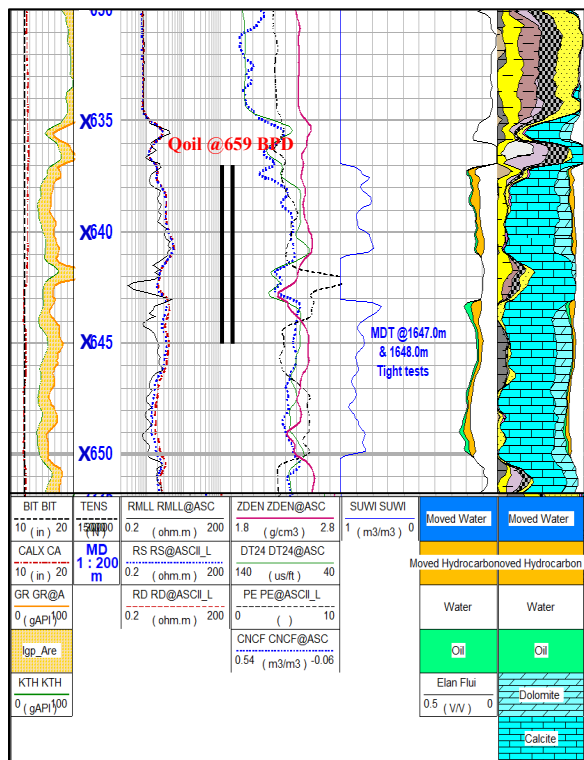 650
X635
Qoil @659 BPD
X640
X645
MDT @1647.0m
& 1648.0m
Tight tests
X650
BIT BIT
10 (in) 20
TENS
(N)
RMLL RMLL@ASC
0.2 (ohm.m) 200
ZDEN ZDEN@ASC
1.8 (g/cm3) 2.8
SUWI SUWI
1 (m3/m3) 0
Moved Water
Moved Water
CALX CA
10 (in) 20
MD
1 : 200
m
RS RS@ASCII_L
0.2 (ohm.m) 200
DT24 DT24@ASC
140 (us/ft) 40
Moved Hydrocarbon
oved Hydrocarbon
GR GR@A
0 (gAPI) 100
RD RD@ASCII_L
0.2 (ohm.m) 200
PE PE@ASCII_L
0 ( ) 10
Water
Water
lgp_Are
CNCF CNCF@ASC
0.54 (m3/m3) -0.06
Oil
Oil
KTH KTH
0 (gAPI) 100
Elan Flui
0.5 (V/V) 0
Dolomite
Calcite